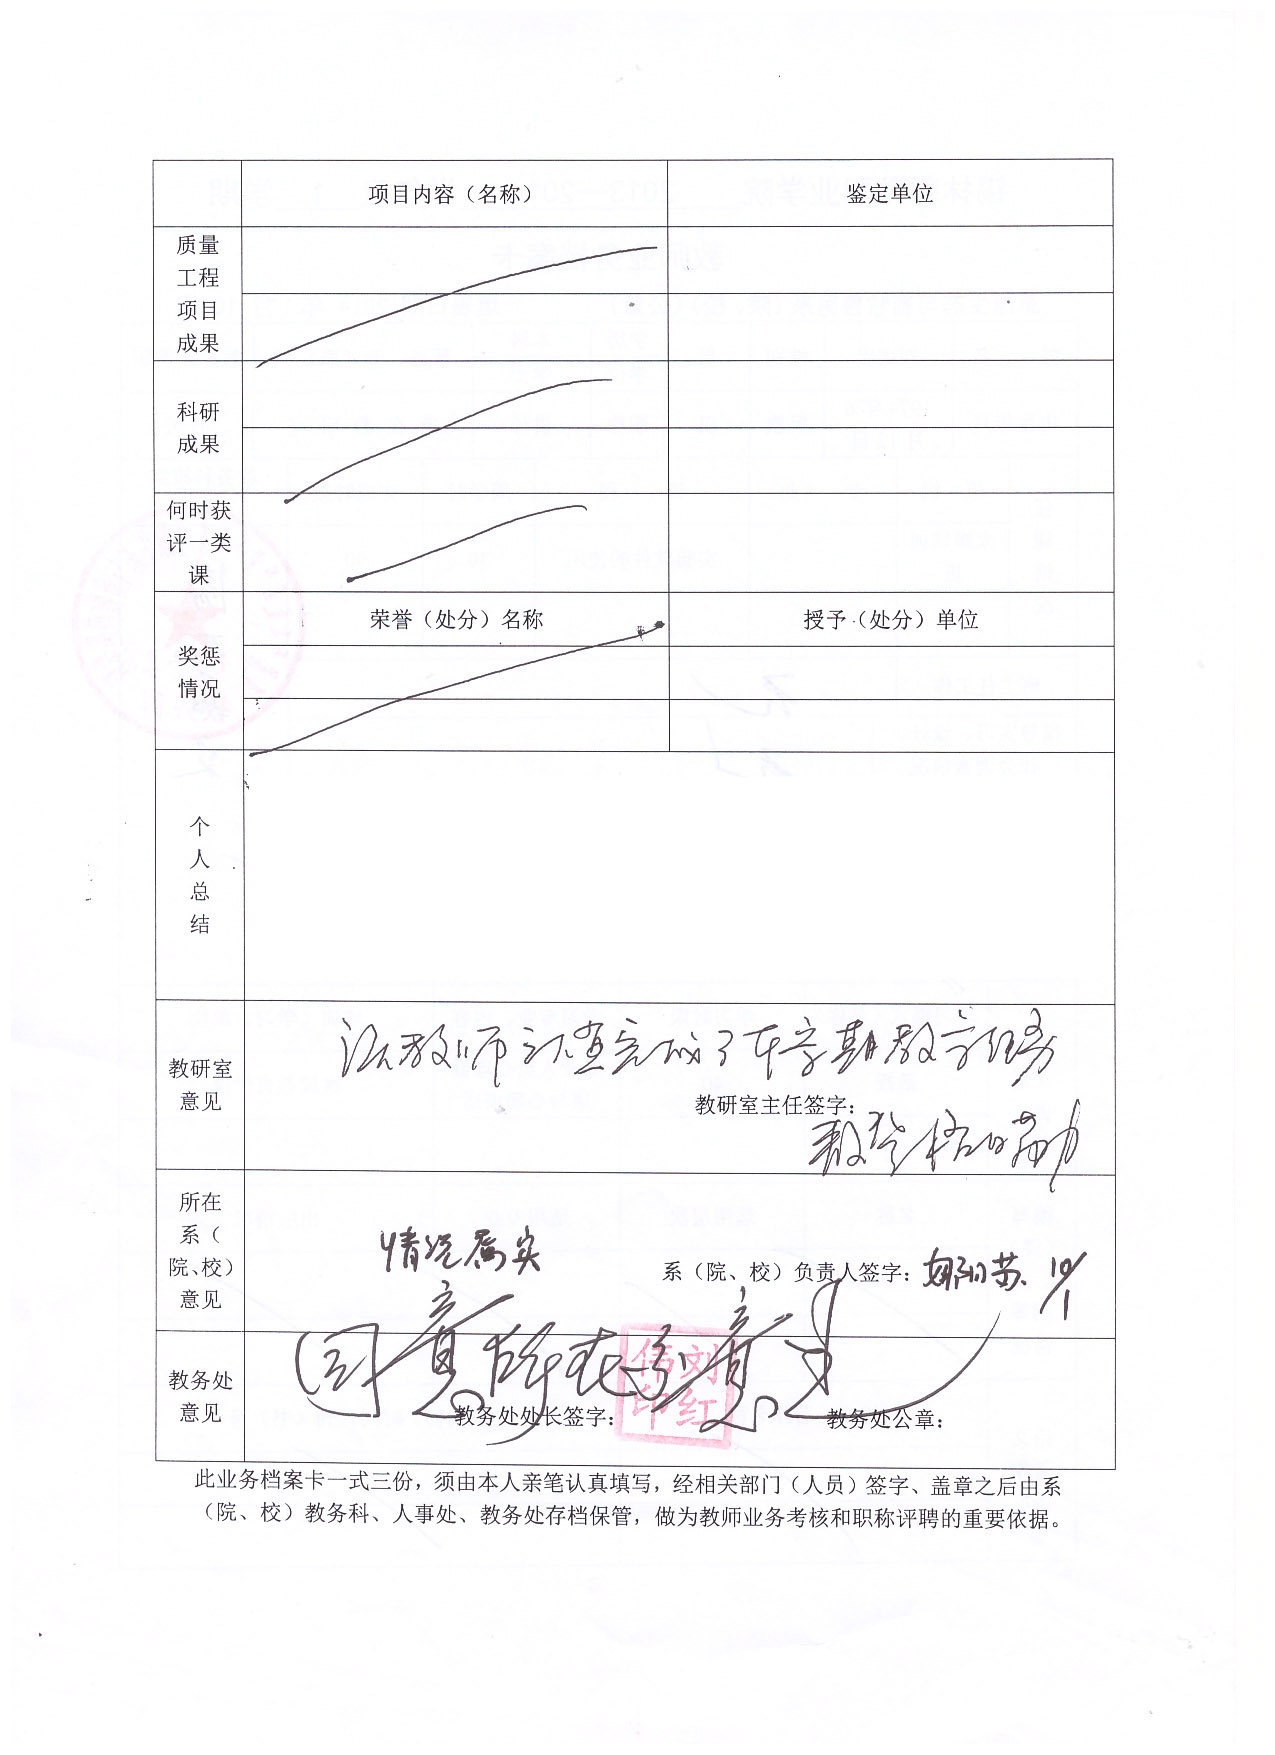 项目内容（名称）
鉴定单位
质量
工程
项目
成果
科研
成果
何时获
评一类
课
奖惩
情况
荣誉（处分）名称
授予（处分）单位
个
人
总
结
教研室
意见
该教师认真完成了本学期教学任务
教研室主任签字：
所在
系（
院、校）
意见
情况属实
系（院、校）负责人签字：
10/1
教务处
意见
教务处处长签字：
刘红
伟印
教务处公章：
此业务档案卡一式三份，须由本人亲笔认真填写，经相关部门（人员）签字、盖章之后由系
（院、校）教务科、人事处、教务处存档保管，做为教师业务考核和职称评聘的重要依据。